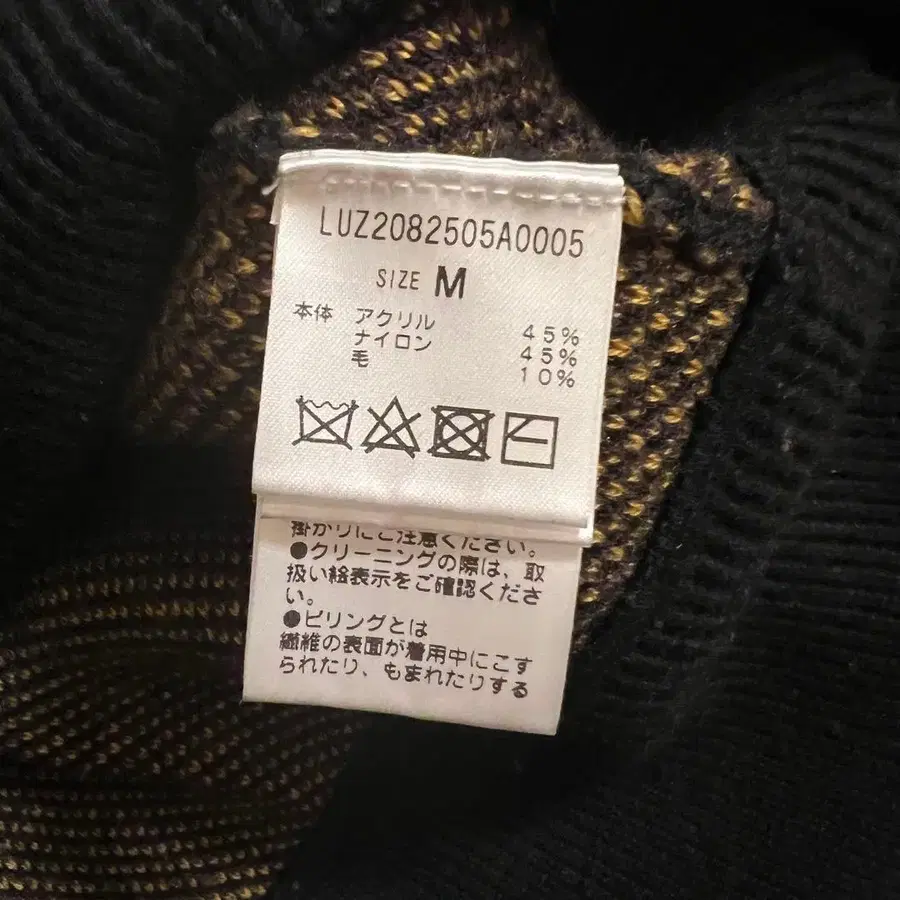 LUZ2082505A0005
SIZE M
本体 アクリル 45%
ナイロン 45%
毛 10%
掛かりにご注意ください。
●クリーニングの際は、取
扱い絵表示をご確認くださ
い。
●ピリングとは
繊維の表面が着用中にこす
られたり、もまれたりする